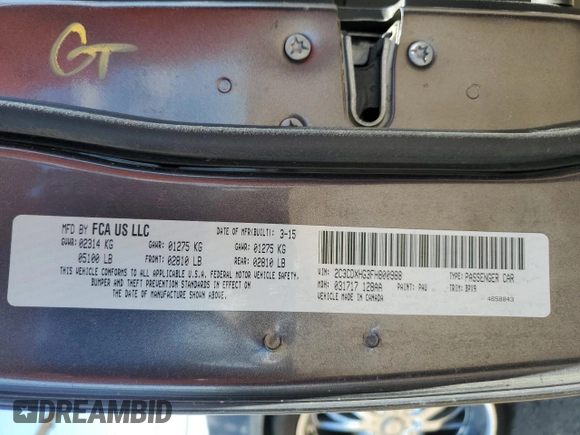 GT
MFD BY FCA US LLC
DATE OF MFR(BUILT): 3-15
GVWR: 02314 KG GAWR: 01275 KG GAWR: 01275 KG
05100 LB FRONT: 02810 LB REAR: 02810 LB
THIS VEHICLE CONFORMS TO ALL APPLICABLE U.S.A. FEDERAL MOTOR VEHICLE SAFETY,
BUMPER AND THEFT PREVENTION STANDARDS IN EFFECT ON
THE DATE OF MANUFACTURE SHOWN ABOVE.
VIN: 2C3CDXHG3FH800988 TYPE: PASSENGER CAR
MDH: 031717 128AA PAINT: PAU TRIM: DPX9
VEHICLE MADE IN CANADA 4650843
DREAMBID